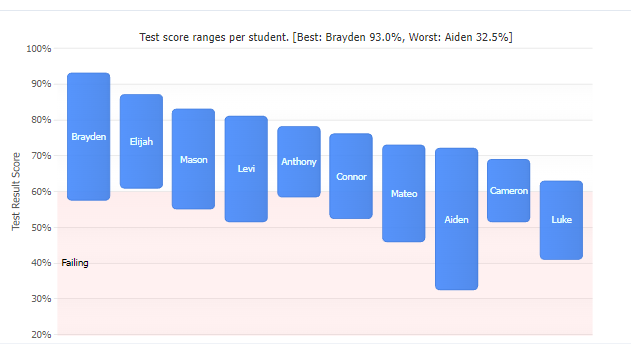 Test score ranges per student. [Best: Brayden 93.0%, Worst: Aiden 32.5%]
100%
90%
80%
70%
60%
50%
40%
30%
20%
Test Result Score
Brayden
Elijah
Mason
Levi
Anthony
Connor
Mateo
Aiden
Cameron
Luke
Failing